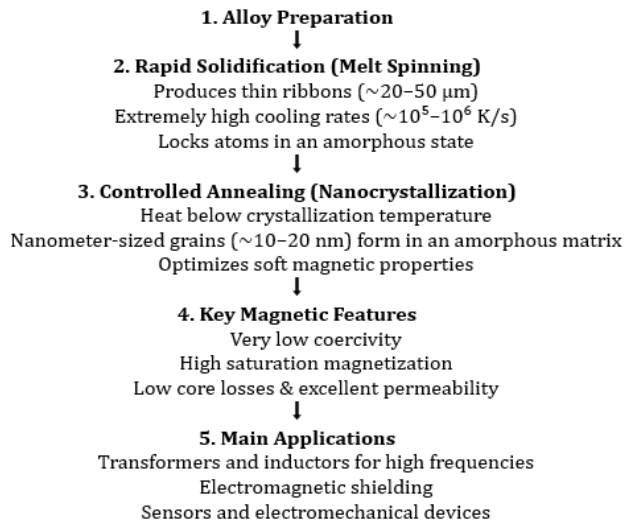 1. Alloy Preparation
↓
2. Rapid Solidification (Melt Spinning)
Produces thin ribbons (~20–50 μm)
Extremely high cooling rates (~10⁵–10⁶ K/s)
Locks atoms in an amorphous state
↓
3. Controlled Annealing (Nanocrystallization)
Heat below crystallization temperature
Nanometer-sized grains (~10–20 nm) form in an amorphous matrix
Optimizes soft magnetic properties
↓
4. Key Magnetic Features
Very low coercivity
High saturation magnetization
Low core losses & excellent permeability
↓
5. Main Applications
Transformers and inductors for high frequencies
Electromagnetic shielding
Sensors and electromechanical devices